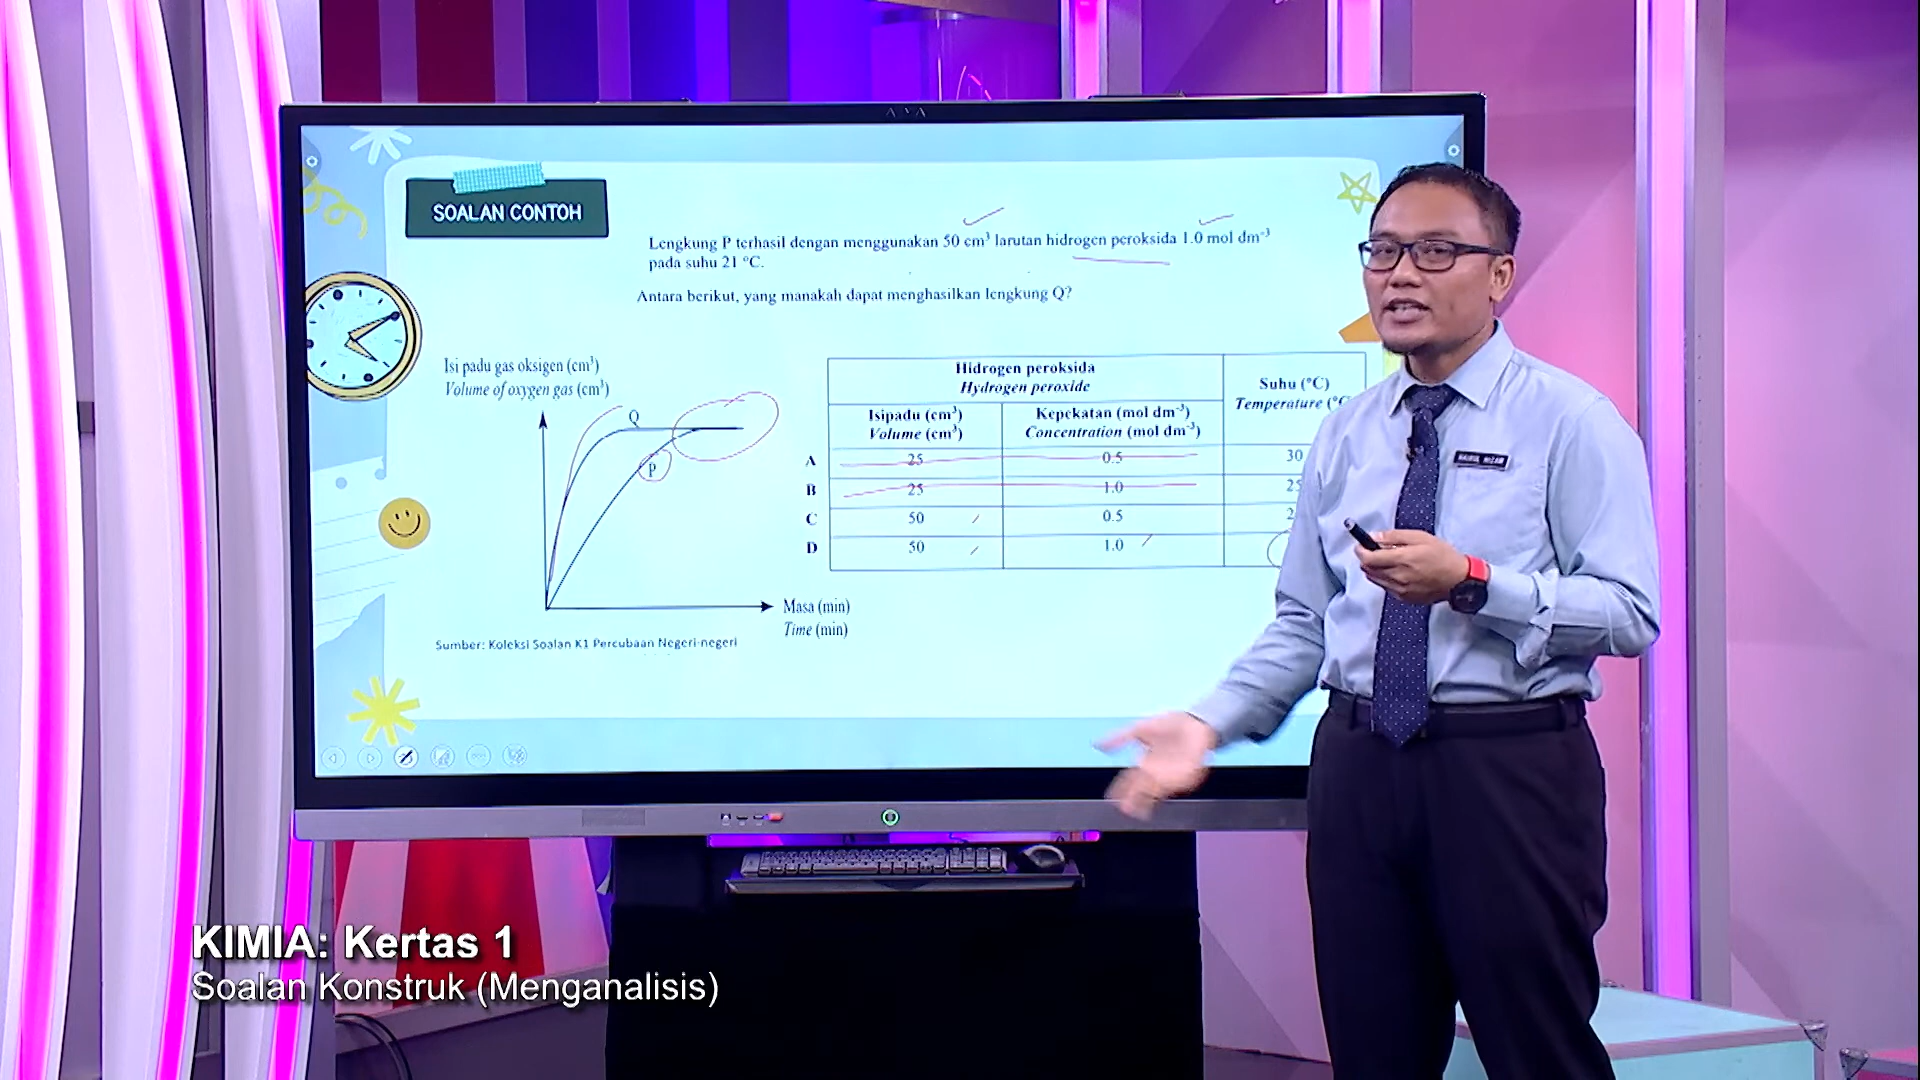 SOALAN CONTOH
Lengkung P terhasil dengan menggunakan 50 cm³ larutan hidrogen peroksida 1.0 mol dm⁻³
pada suhu 21 °C.
Antara berikut, yang manakah dapat menghasilkan lengkung Q?
Isi padu gas oksigen (cm³)
Volume of oxygen gas (cm³)
Q
P
Masa (min)
Time (min)
Sumber: Koleksi Soalan K1 Percubaan Negeri-negeri
Hidrogen peroksida
Hydrogen peroxide
Suhu (°C)
Temperature (°C
Isipadu (cm³)
Volume (cm³)
Kepekatan (mol dm⁻³)
Concentration (mol dm⁻³)
A 25 0.5 30
B 25 1.0 25
C 50 0.5 2
D 50 1.0
KIMIA: Kertas 1
Soalan Konstruk (Menganalisis)